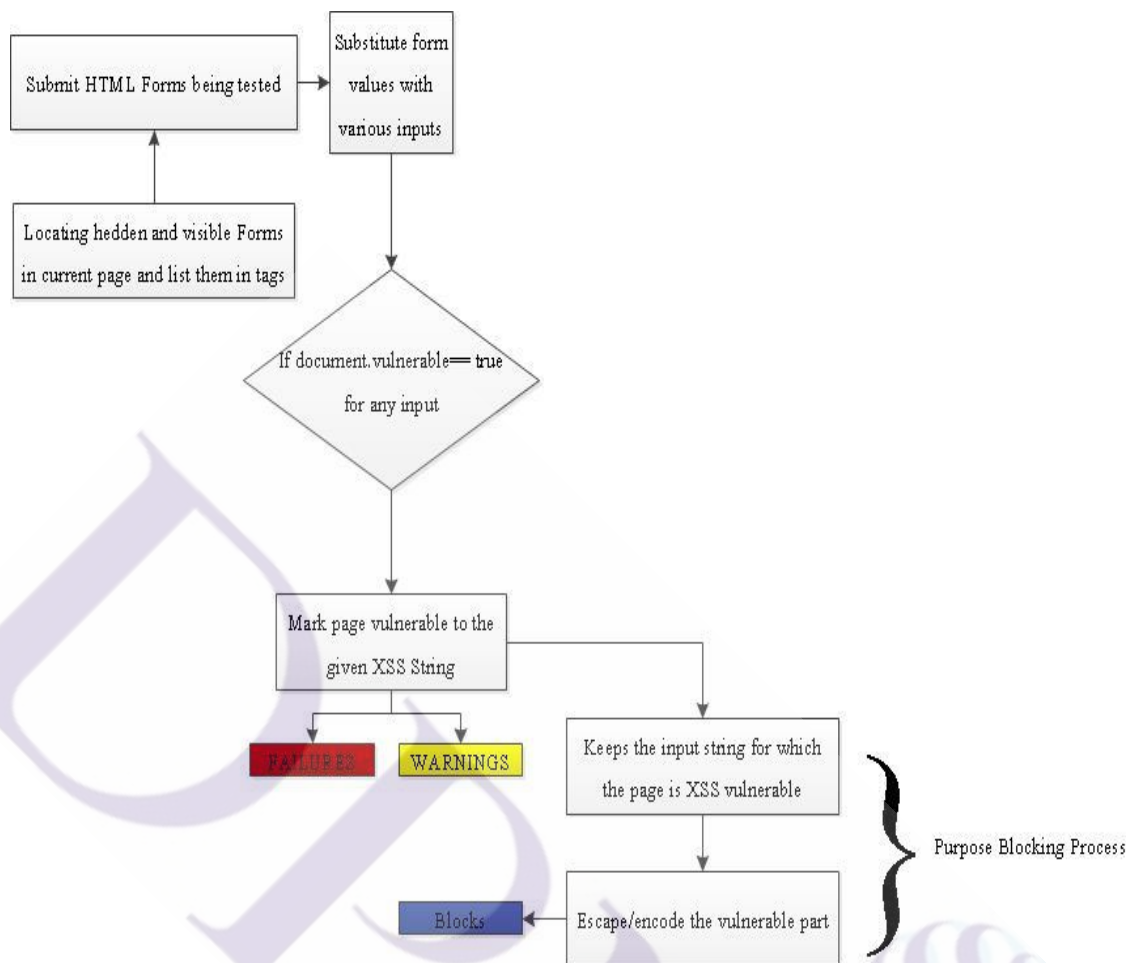 Substitute form
values with
various inputs
Submit HTML Forms being tested
Locating hedden and visible Forms
in current page and list them in tags
If document.vulnerable== true
for any input
Mark page vulnerable to the
given XSS String
FAILURES
WARNINGS
Keeps the input string for which
the page is XSS vulnerable
Purpose Blocking Process
Escape/encode the vulnerable part
Blocks